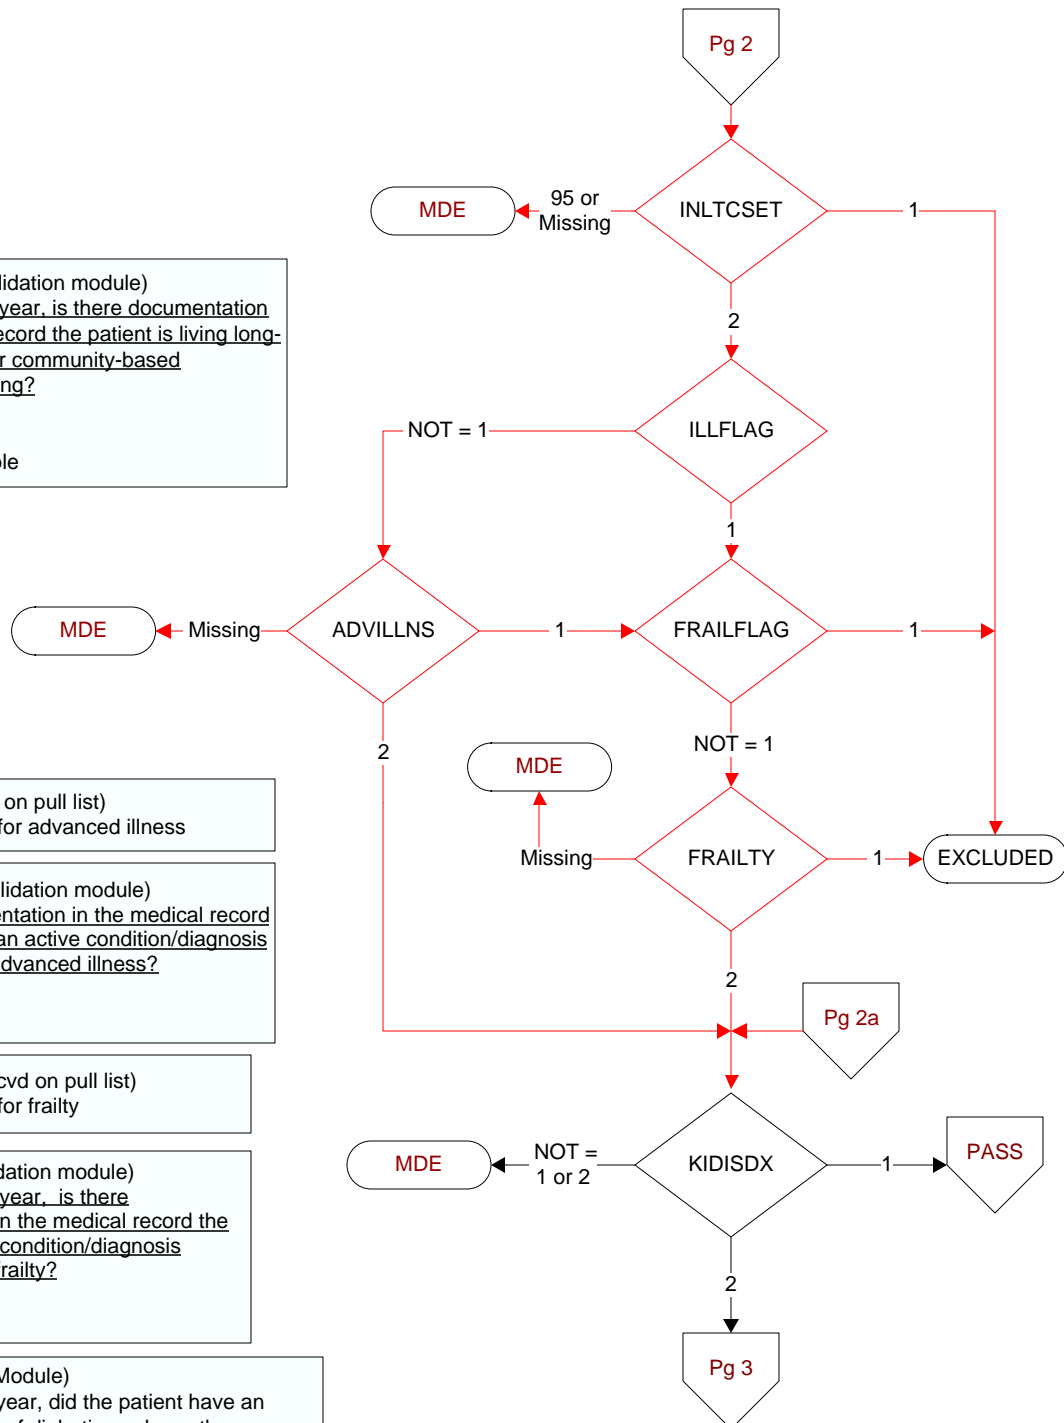 Pg 2
95 or
Missing
MDE
INLTCSET
1
lidation module)
year, is there documentation
ecord the patient is living long-
r community-based
ng?
ble
2
NOT = 1
ILLFLAG
1
MDE
Missing
ADVILLNS
1
FRAILFLAG
1
2
NOT = 1
MDE
on pull list)
for advanced illness
Missing
FRAILTY
1
EXCLUDED
lidation module)
entation in the medical record
an active condition/diagnosis
dvanced illness?
2
Pg 2a
cvd on pull list)
for frailty
MDE
NOT =
1 or 2
KIDISDX
1
PASS
dation module)
year,  is there
n the medical record the
condition/diagnosis
frailty?
2
Pg 3
Module)
year, did the patient have an